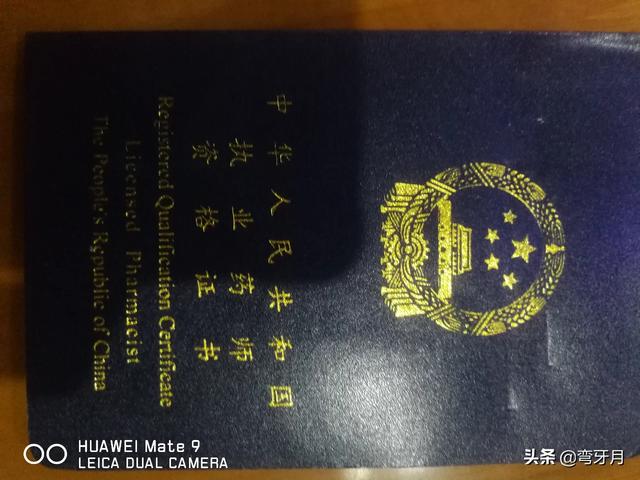 中华人民共和国
执业药师
资格证书
Registered Qualification Certificate
Licensed Pharmacist
The People's Republic of China
HUAWEI Mate 9
LEICA DUAL CAMERA
头条 @弯牙月